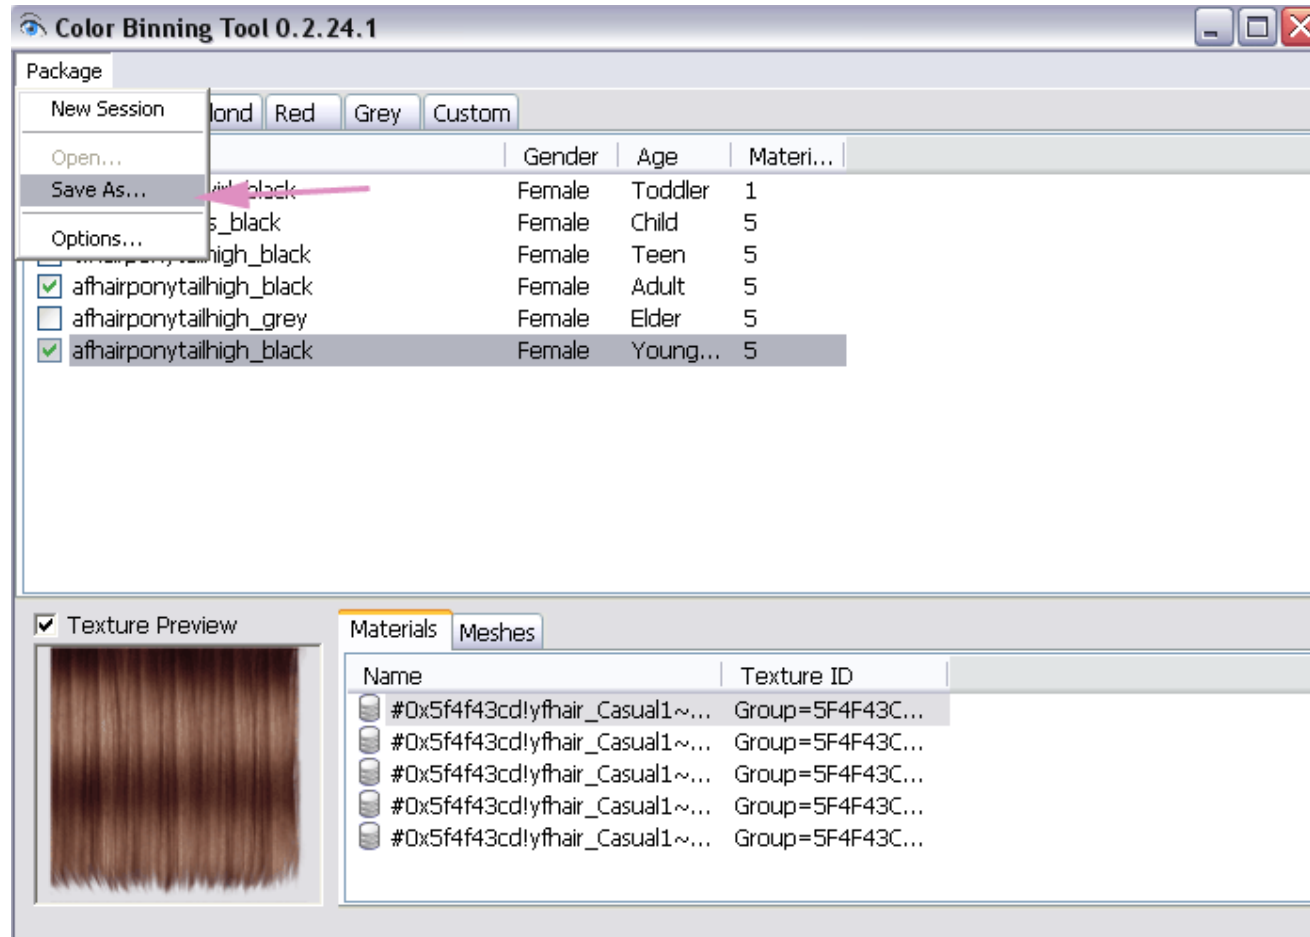 Color Binning Tool 0.2.24.1
Package
New Session lond Red Grey Custom
Open... Gender Age Materi...
Save As... black Female Toddler 1
s_black Female Child 5
Options...
high_black Female Teen 5
afhairponytailhigh_black Female Adult 5
afhairponytailhigh_grey Female Elder 5
afhairponytailhigh_black Female Young... 5
Texture Preview Materials Meshes
Name Texture ID
#0x5f4f43cd!yfhair_Casual1~... Group=5F4F43C...
#0x5f4f43cd!yfhair_Casual1~... Group=5F4F43C...
#0x5f4f43cd!yfhair_Casual1~... Group=5F4F43C...
#0x5f4f43cd!yfhair_Casual1~... Group=5F4F43C...
#0x5f4f43cd!yfhair_Casual1~... Group=5F4F43C...